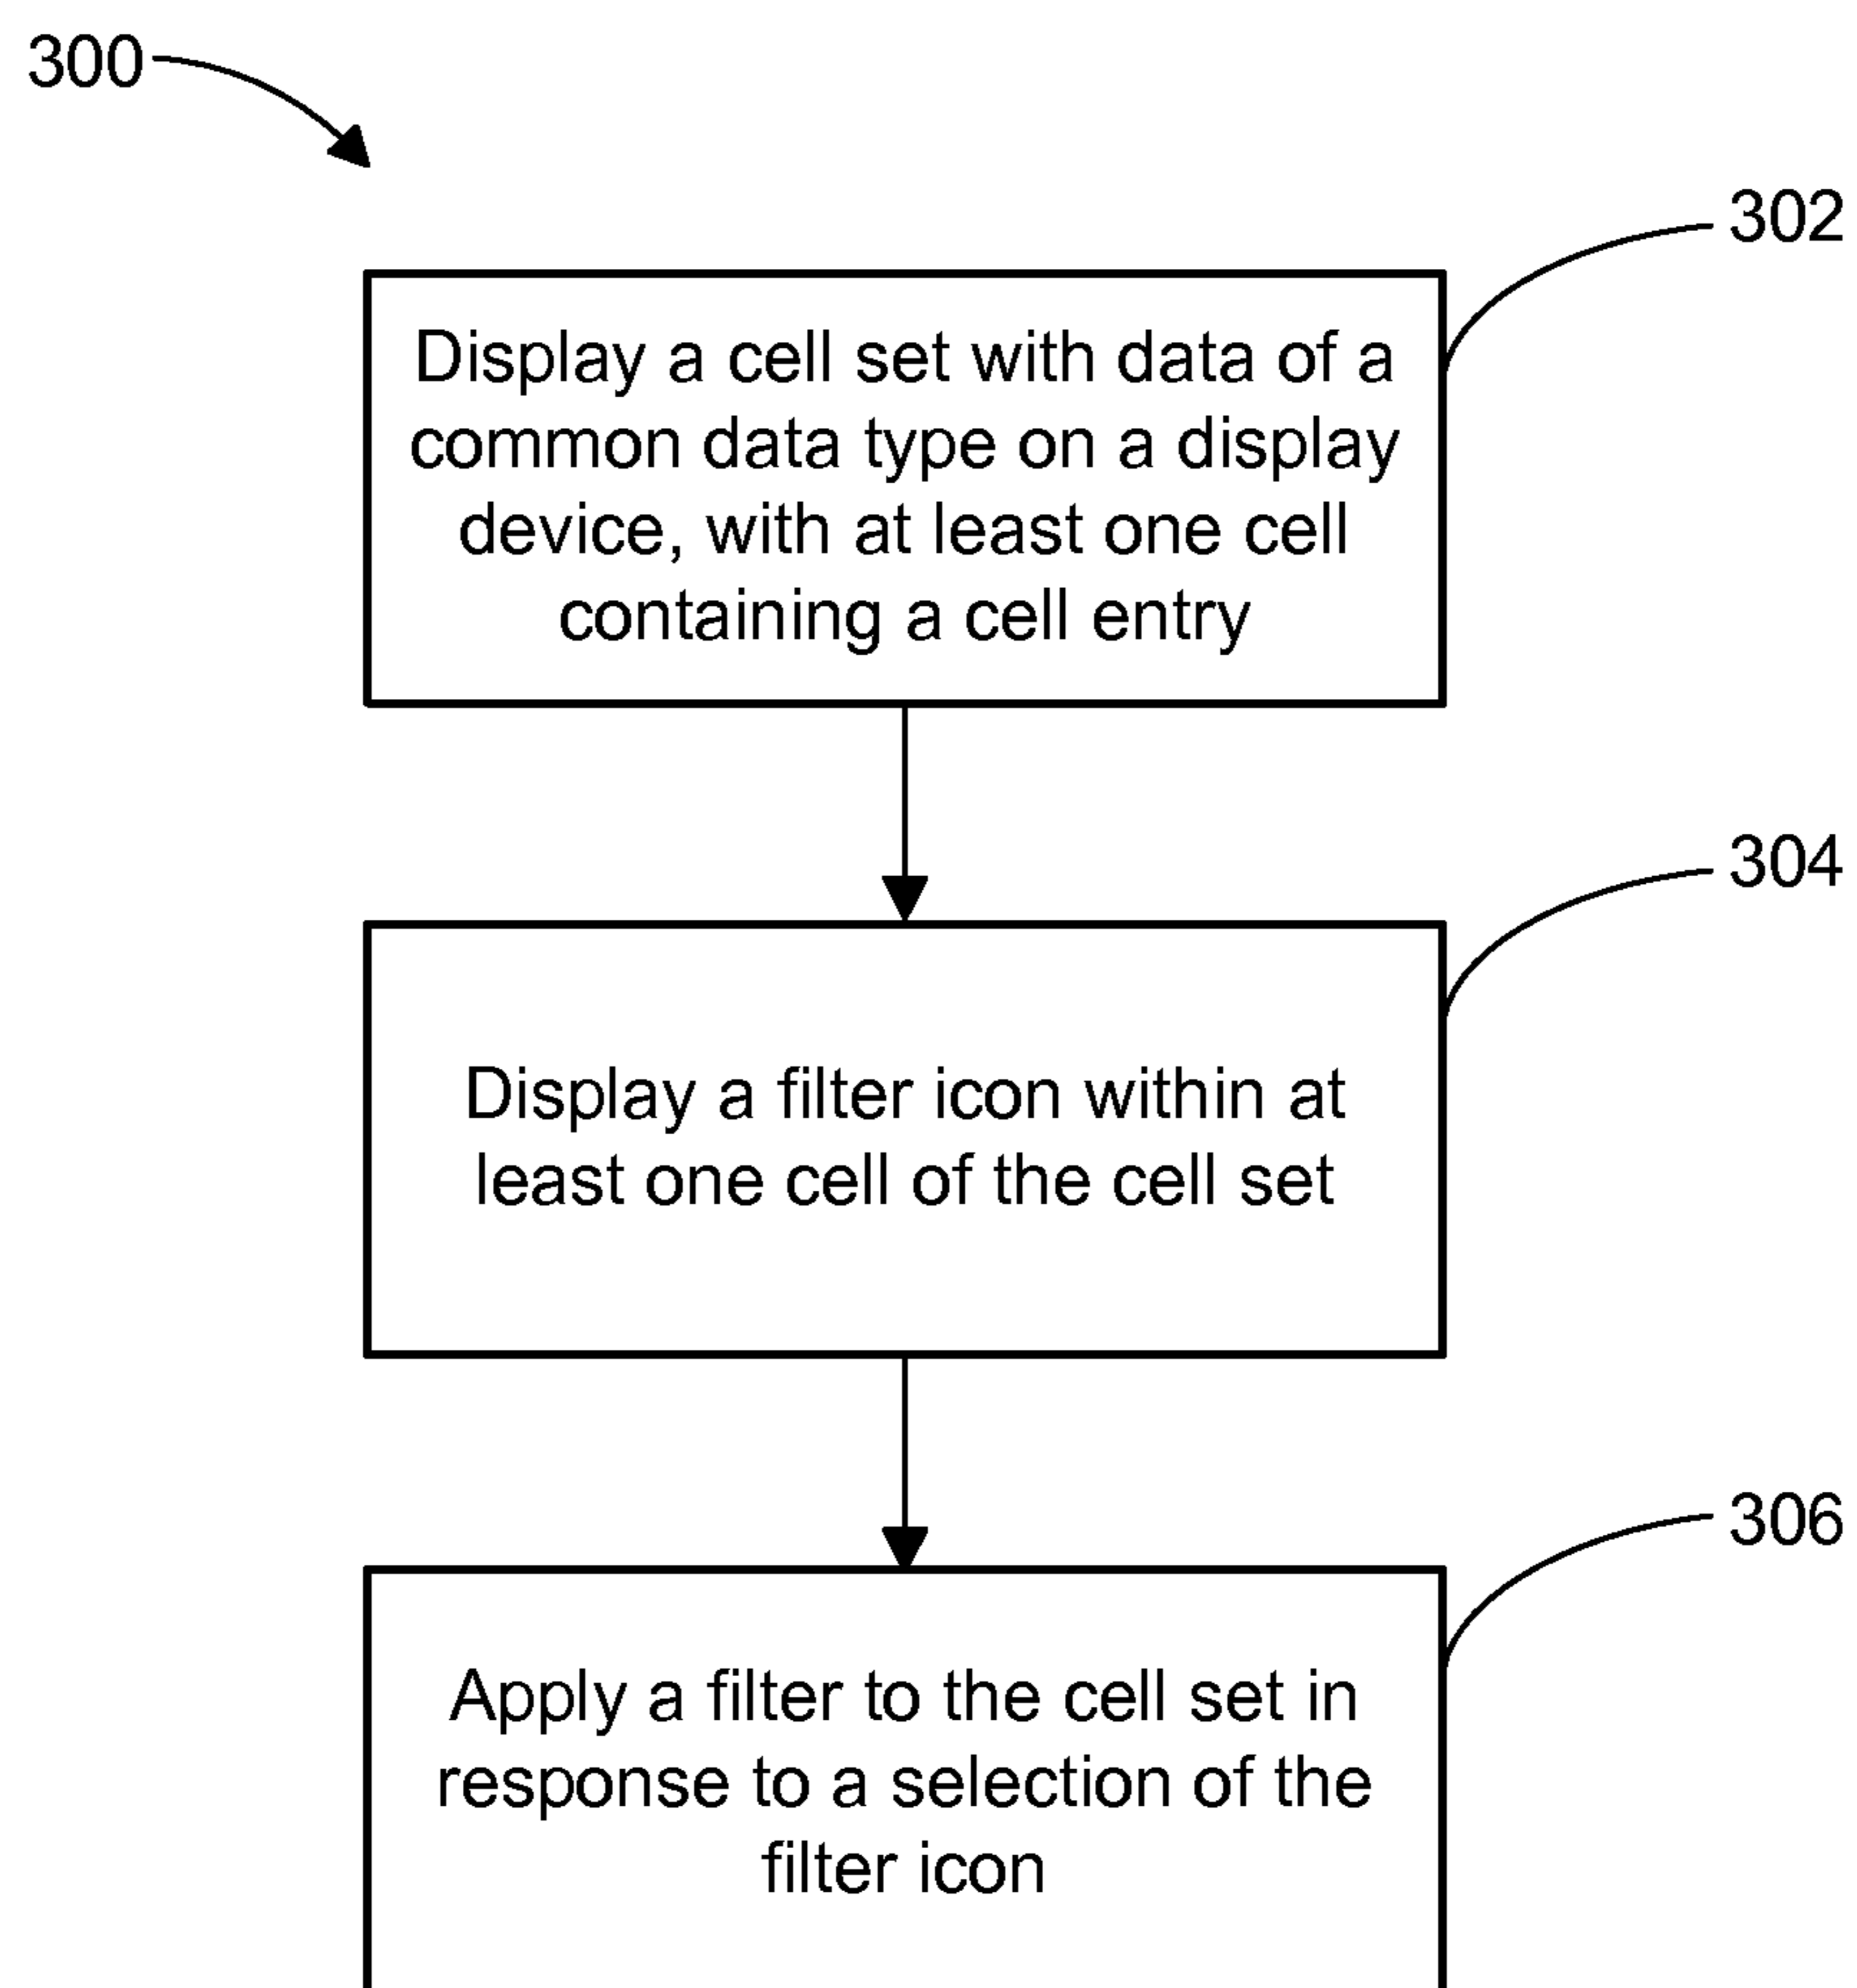 300
302
Display a cell set with data of a
common data type on a display
device, with at least one cell
containing a cell entry
304
Display a filter icon within at
least one cell of the cell set
306
Apply a filter to the cell set in
response to a selection of the
filter icon